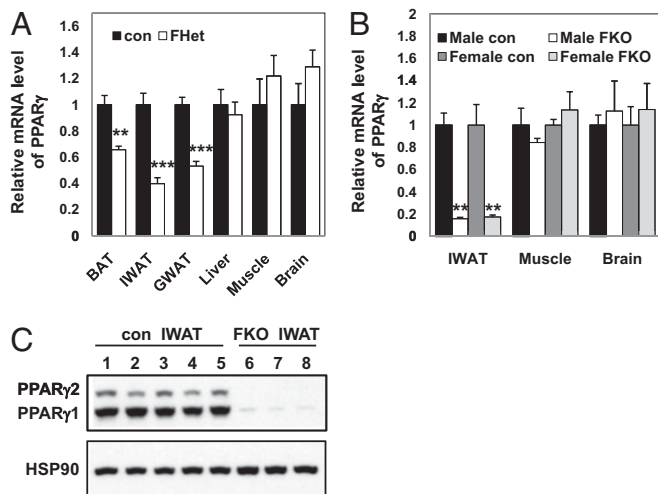 A
Relative mRNA level
of PPARγ
con
FHet
1.6
1.4
1.2
1
0.8
0.6
0.4
0.2
0
**
***
***
BAT
IWAT
GWAT
Liver
Muscle
Brain
B
Relative mRNA level
of PPARγ
Male con
Male FKO
Female con
Female FKO
2
1.8
1.6
1.4
1.2
1
0.8
0.6
0.4
0.2
0
**
**
IWAT
Muscle
Brain
C
con IWAT
FKO IWAT
1 2 3 4 5 6 7 8
PPARγ2
PPARγ1
HSP90